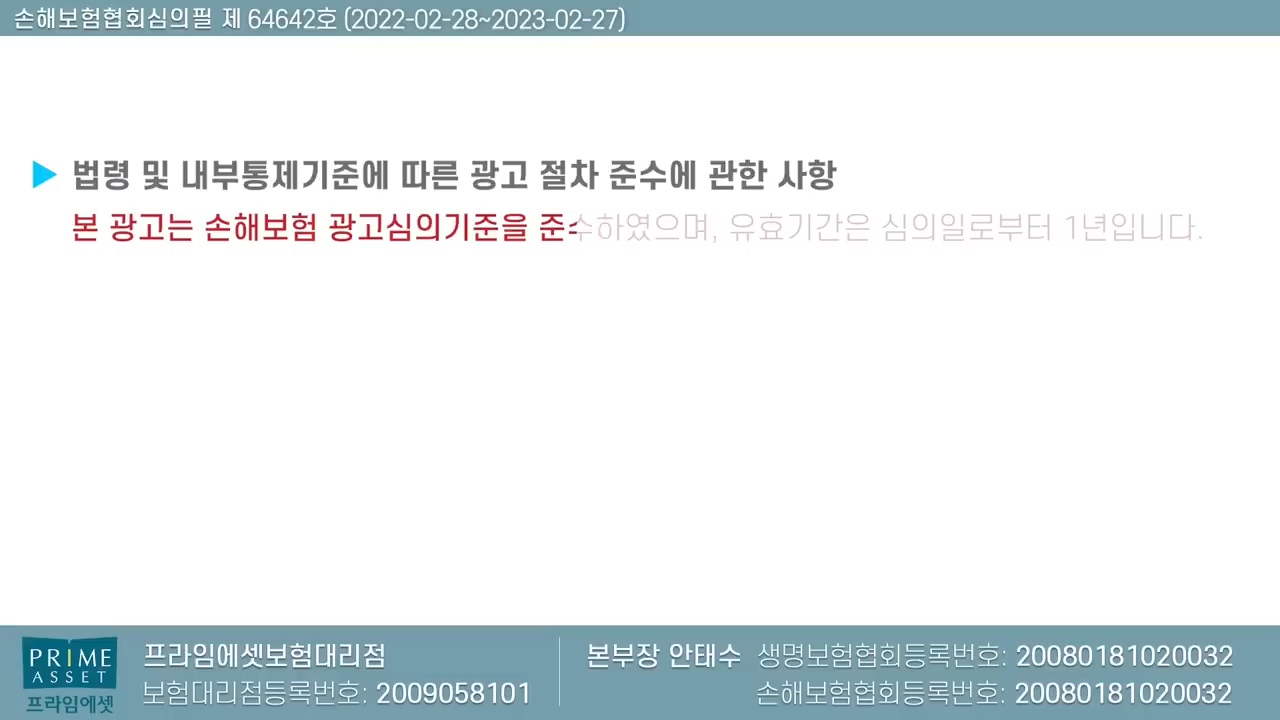 손해보험협회심의필 제 64642호 (2022-02-28~2023-02-27)
▶ 법령 및 내부통제기준에 따른 광고 절차 준수에 관한 사항
본 광고는 손해보험 광고심의기준을 준수하였으며, 유효기간은 심의일로부터 1년입니다.
PRIME
ASSET
프라임에셋
프라임에셋보험대리점
보험대리점등록번호: 2009058101
본부장 안태수 생명보험협회등록번호: 20080181020032
손해보험협회등록번호: 20080181020032